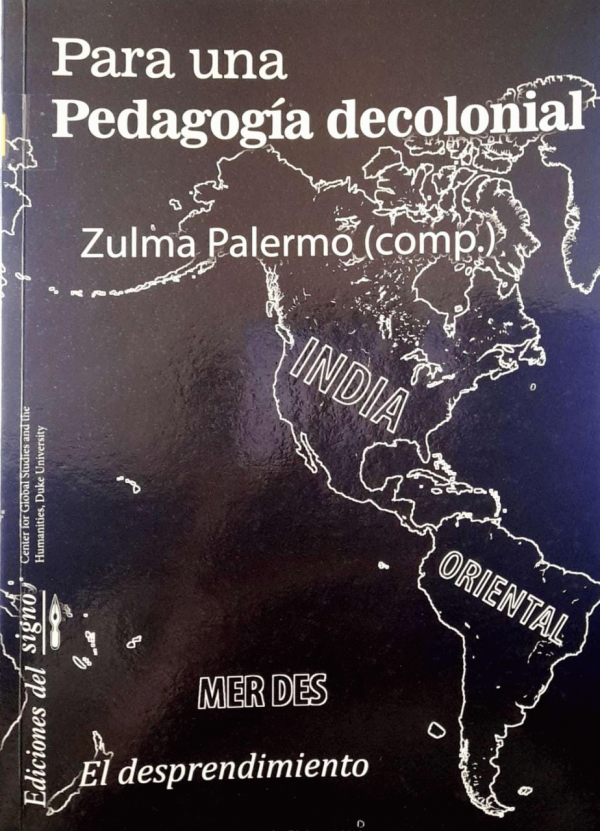 Para una
Pedagogía decolonial
Zulma Palermo (comp.)
INDIA
ORIENTAL
MER DES
El desprendimiento
Ediciones del signo
Center for Global Studies and the
Humanities, Duke University